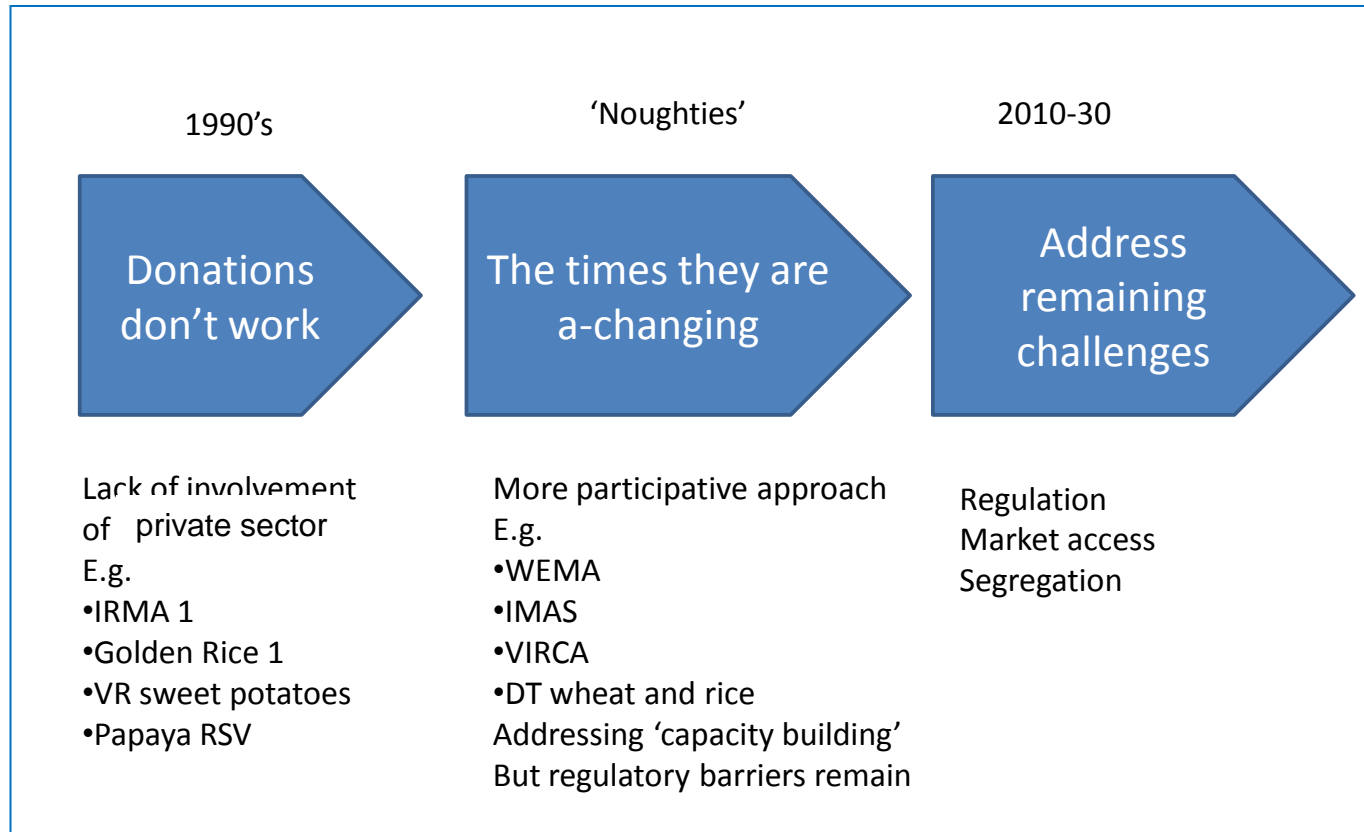 1990’s
Donations
don’t work
Lack of involvement
of private sector
E.g.
•IRMA 1
•Golden Rice 1
•VR sweet potatoes
•Papaya RSV
‘Noughties’
The times they are
a-changing
More participative approach
E.g.
•WEMA
•IMAS
•VIRCA
•DT wheat and rice
Addressing ‘capacity building’
But regulatory barriers remain
2010-30
Address
remaining
challenges
Regulation
Market access
Segregation